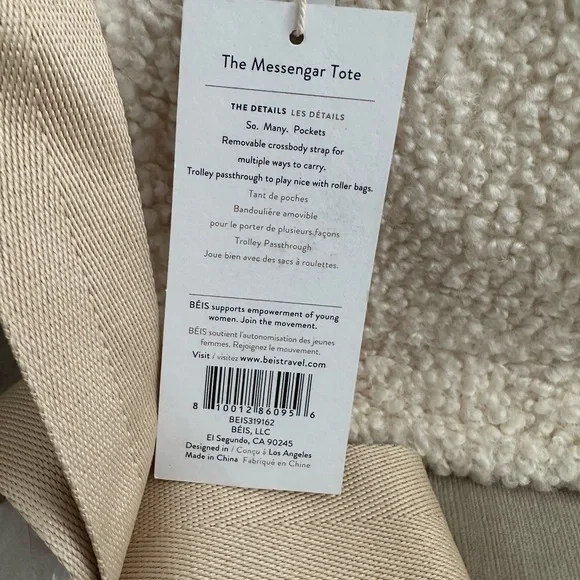 The Messengar Tote
THE DETAILS LES DÉTAILS
So. Many. Pockets
Removable crossbody strap for
multiple ways to carry.
Trolley passthrough to play nice with roller bags.
Tant de poches
Bandoulière amovible
pour le porter de plusieurs façons
Trolley Passthrough
Joue bien avec des sacs à roulettes.
BÉIS supports empowerment of young
women. Join the movement.
BÉIS soutient l'autonomisation des jeunes
femmes. Rejoignez le mouvement.
Visit / visitez www.beistravel.com
8 10012 86095 6
BEIS319162
BÉIS, LLC
El Segundo, CA 90245
Designed in / Conçu à Los Angeles
Made in China Fabriqué en Chine